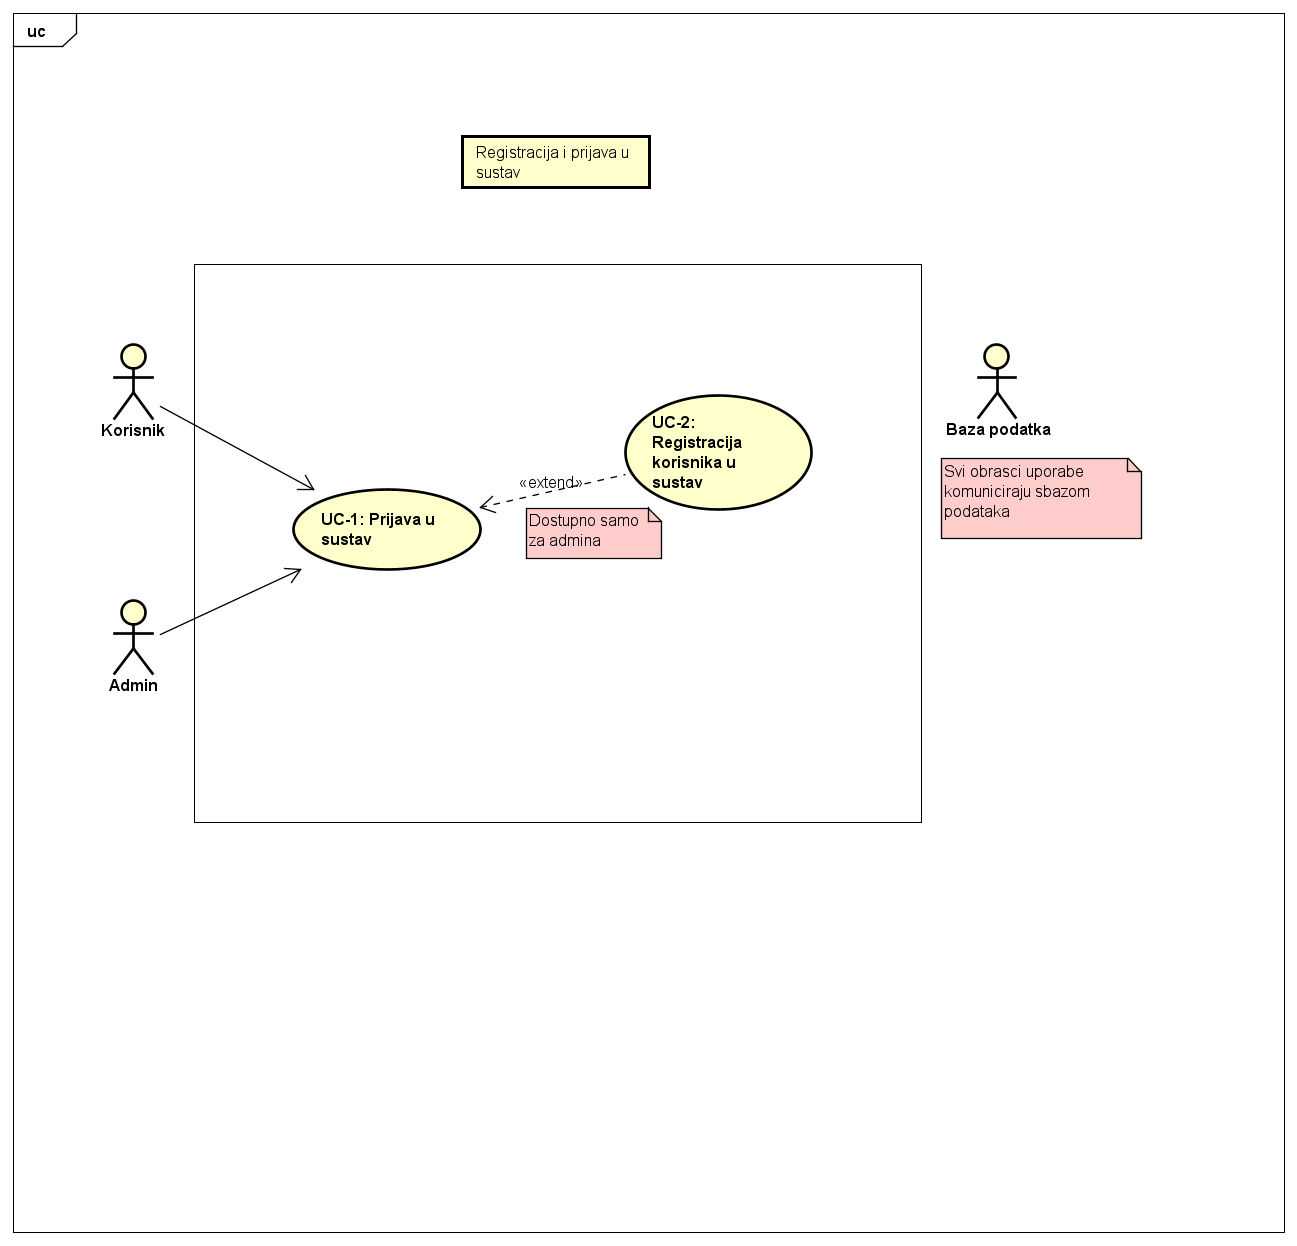 uc
Registracija i prijava u
sustav
Korisnik
UC-2:
Registracija
korisnika u
sustav
Baza podatka
Svi obrasci uporabe
komuniciraju sbazom
podataka
«extend»
UC-1: Prijava u
sustav
Dostupno samo
za admina
Admin